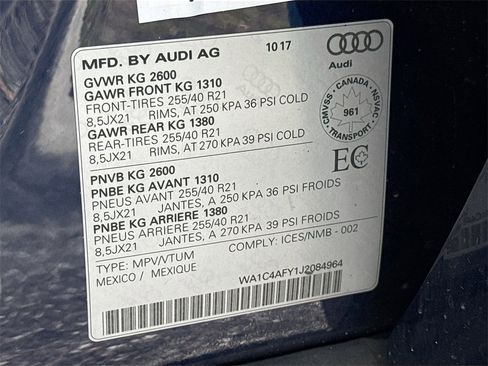 MFD. BY AUDI AG 10 17
Audi
GVWR KG 2600
GAWR FRONT KG 1310
FRONT-TIRES 255/40 R21
8,5JX21 RIMS, AT 250 KPA 36 PSI COLD
GAWR REAR KG 1380
REAR-TIRES 255/40 R21
8,5JX21 RIMS, AT 270 KPA 39 PSI COLD
CMVSS - CANADA - NSVAC
961
TRANSPORT
EC
PNVB KG 2600
PNBE KG AVANT 1310
PNEUS AVANT 255/40 R21
8,5JX21 JANTES, A 250 KPA 36 PSI FROIDS
PNBE KG ARRIERE 1380
PNEUS ARRIERE 255/40 R21
8,5JX21 JANTES, A 270 KPA 39 PSI FROIDS
TYPE: MPV/VTUM COMPLY: ICES/NMB - 002
MEXICO / MEXIQUE
WA1C4AFY1J2084964